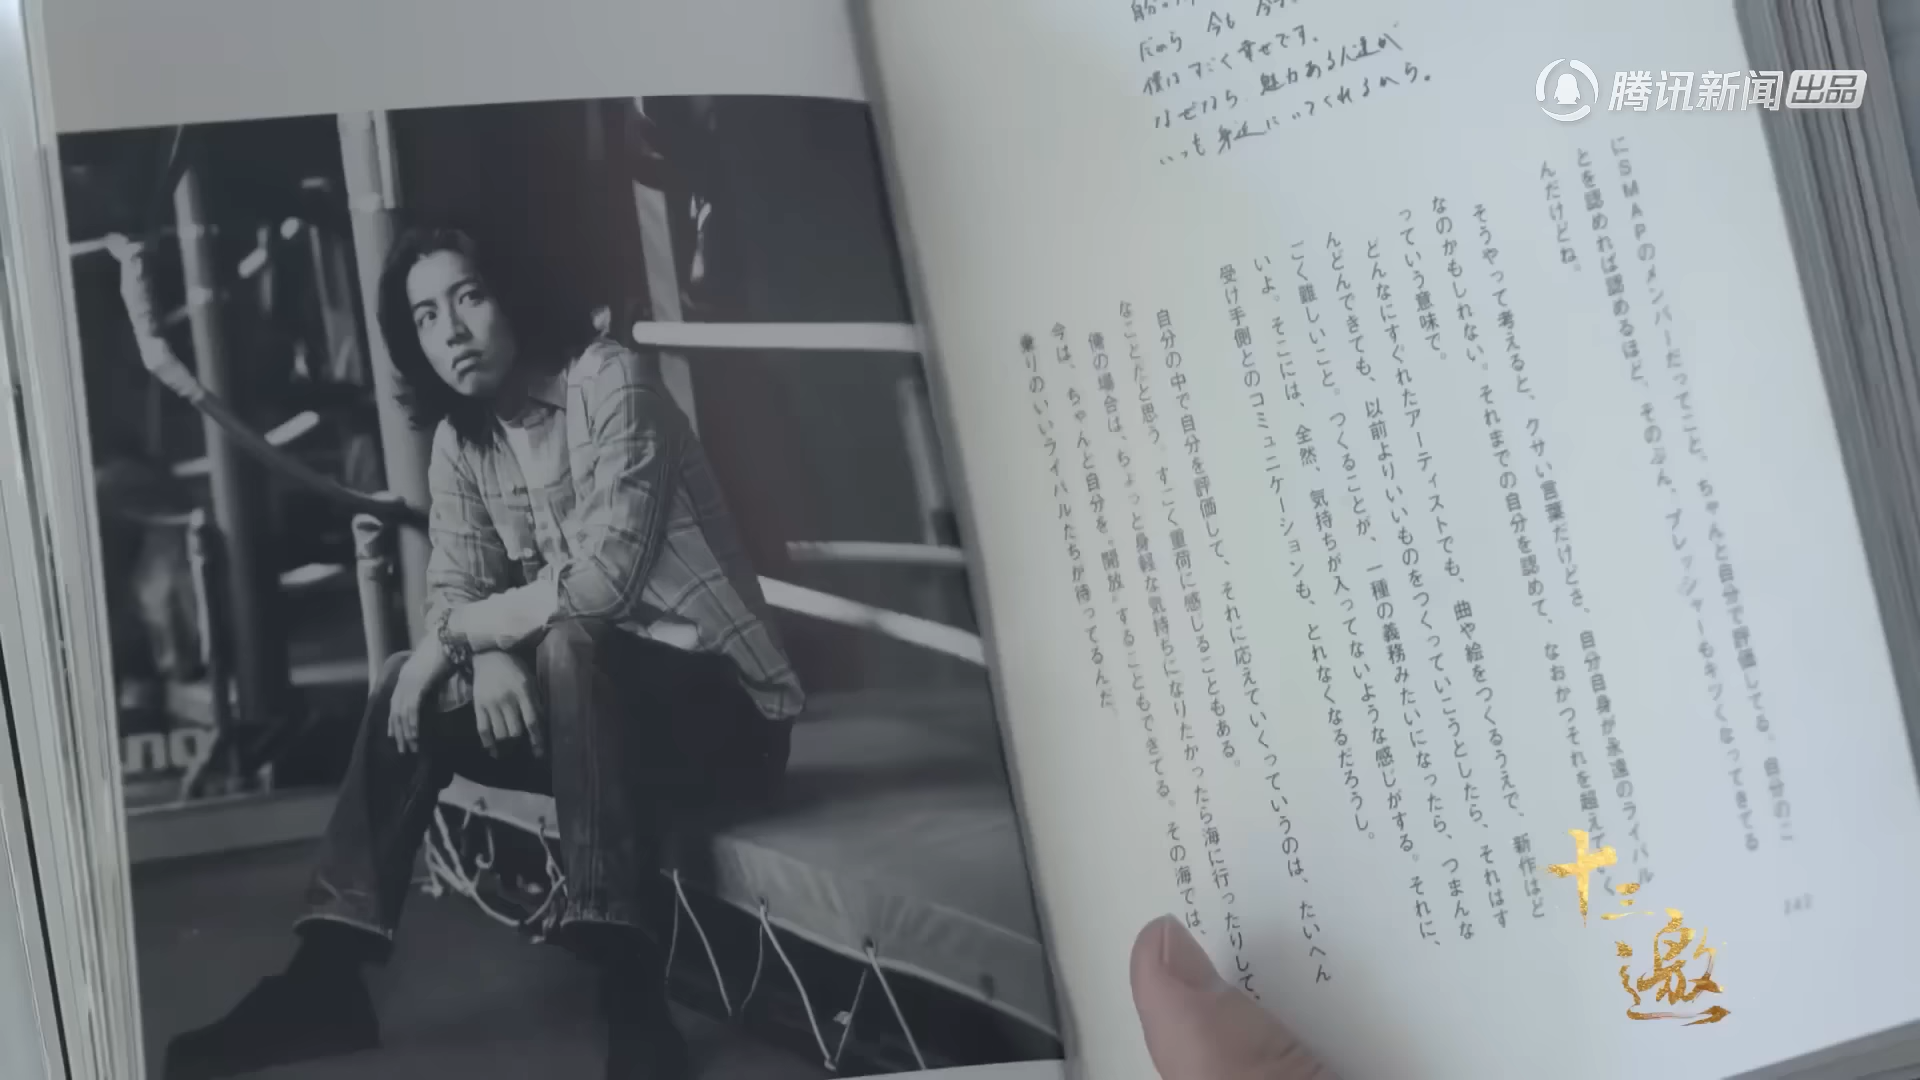 腾讯新闻 出品
だから 今も
僕はすごく幸せです。
なぜなら、魅力ある人達が
いつも身近にいてくれるから。
にSMAPのメンバーだってこと、ちゃんと自分で評価してる。自分のこ
とを認めれば認めるほど、そのぶん、プレッシャーもキツくなってきてる
んだけどね。
そうやって考えると、クサい言葉だけどさ、自分自身が永遠のライバル
なのかもしれない。それまでの自分を認めて、なおかつそれを超えていく
っていう意味で。
どんなにすぐれたアーティストでも、曲や絵をつくるうえで、新作はど
んどんできても、以前よりいいものをつくっていこうとしたら、それはす
ごく難しいこと。つくることが、一種の義務みたいになったら、つまんな
いよ。そこには、全然、気持ちが入ってないような感じがする。それに、
受け手側とのコミュニケーションも、とれなくなるだろうし。
自分の中で自分を評価して、それに応えていくっていうのは、たいへん
なことだと思う。すごく重荷に感じることもある。
俺の場合は、ちょっと身軽な気持ちになりたかったら海に行ったりして、
今は、ちゃんと自分を“開放”することもできてる。その海では、
乗りのいいライバルたちが待ってるんだ。
242
十三邀
uno